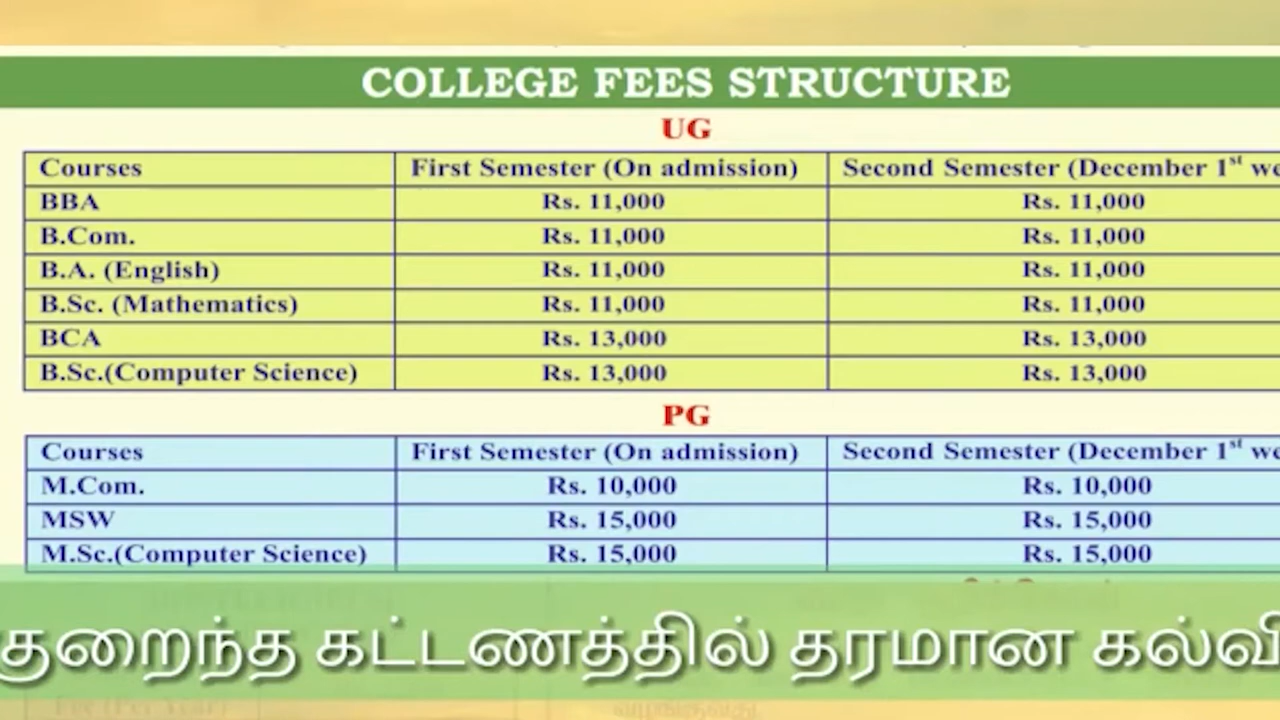 COLLEGE FEES STRUCTURE
UG
Courses First Semester (On admission) Second Semester (December 1st we
BBA Rs. 11,000 Rs. 11,000
B.Com. Rs. 11,000 Rs. 11,000
B.A. (English) Rs. 11,000 Rs. 11,000
B.Sc. (Mathematics) Rs. 11,000 Rs. 11,000
BCA Rs. 13,000 Rs. 13,000
B.Sc.(Computer Science) Rs. 13,000 Rs. 13,000
PG
Courses First Semester (On admission) Second Semester (December 1st we
M.Com. Rs. 10,000 Rs. 10,000
MSW Rs. 15,000 Rs. 15,000
M.Sc.(Computer Science) Rs. 15,000 Rs. 15,000
குறைந்த கட்டணத்தில் தரமான கல்வி
Fee (Per Year)